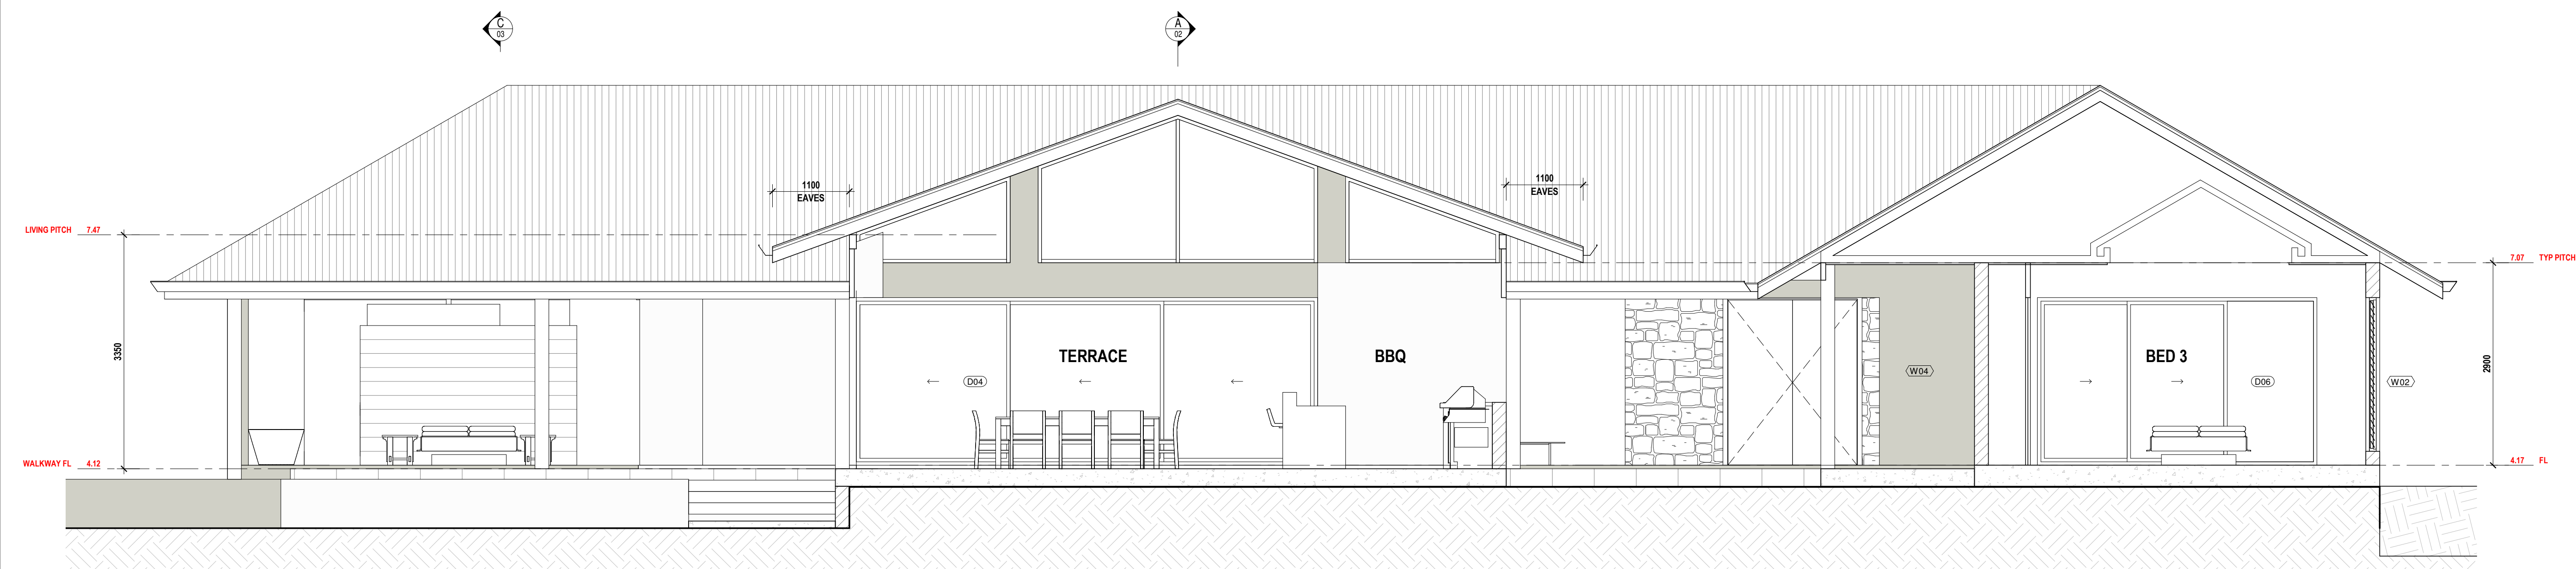 C
03
A
02
1100
EAVES
1100
EAVES
LIVING PITCH 7.47
7.07 TYP PITCH
3350
2900
TERRACE
BBQ
BED 3
D04
W04
D06
W02
WALKWAY FL 4.12
4.17 FL